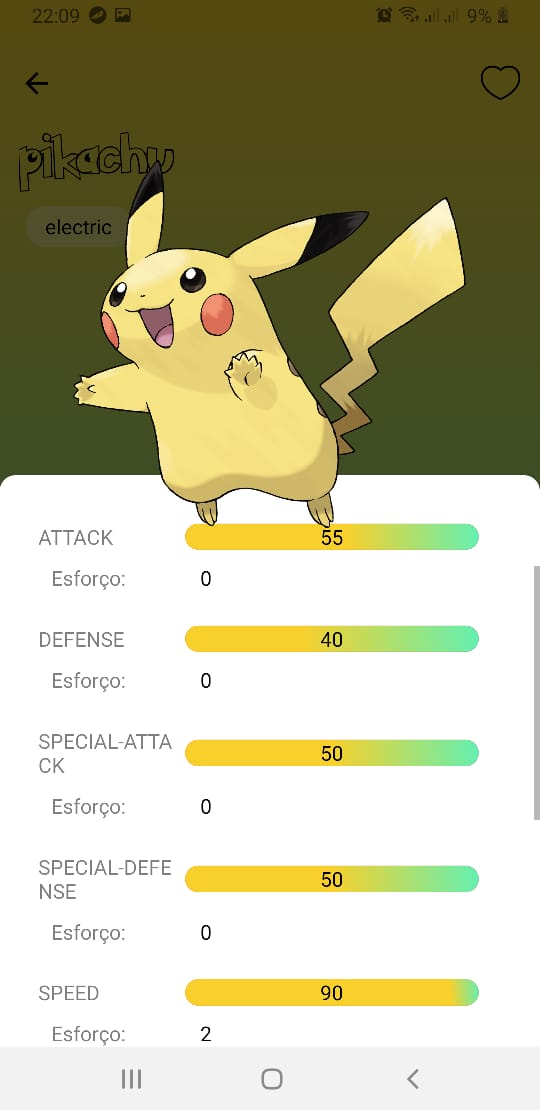 22:09 9%
pikachu
electric
ATTACK 55
Esforço: 0
DEFENSE 40
Esforço: 0
SPECIAL-ATTA
CK 50
Esforço: 0
SPECIAL-DEFE
NSE 50
Esforço: 0
SPEED 90
Esforço: 2